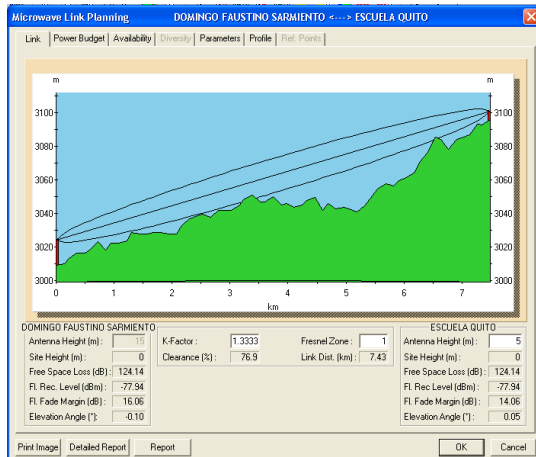 Microwave Link Planning DOMINGO FAUSTINO SARMIENTO <---> ESCUELA QUITO
Link Power Budget Availability Diversity Parameters Profile Ref. Points
m m
3100 3100
3080 3080
3060 3060
3040 3040
3020 3020
3000 3000
0 1 2 3 4 5 6 7
km
DOMINGO FAUSTINO SARMIENTO ESCUELA QUITO
Antenna Height (m) : 15 K-Factor : 1.3333 Fresnel Zone : 1 Antenna Height (m) : 5
Site Height (m) : 0 Clearance (%) : 76.9 Link Dist. (km) : 7.43 Site Height (m) : 0
Free Space Loss (dB) : 124.14 Free Space Loss (dB) : 124.14
Fl. Rec. Level (dBm) : -77.94 Fl. Rec. Level (dBm) : -77.94
Fl. Fade Margin (dB) : 16.06 Fl. Fade Margin (dB) : 14.06
Elevation Angle (°): -0.10 Elevation Angle (°) : 0.05
Print Image Detailed Report Report OK Cancel